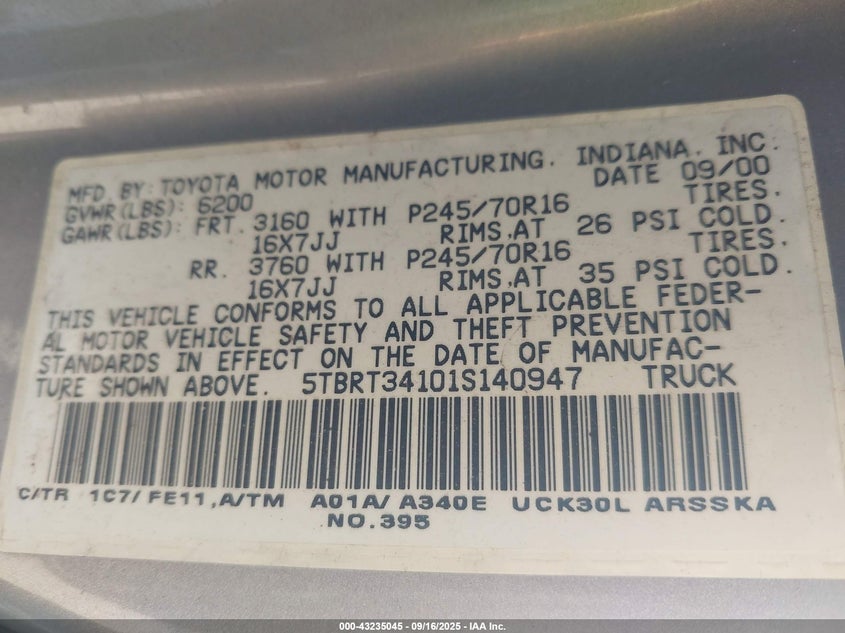 MFD. BY: TOYOTA MOTOR MANUFACTURING. INDIANA. INC.
GVWR(LBS): 6200 DATE 09/00
GAWR(LBS): FRT. 3160 WITH P245/70R16 TIRES.
16X7JJ RIMS.AT 26 PSI COLD.
RR. 3760 WITH P245/70R16 TIRES.
16X7JJ RIMS.AT 35 PSI COLD.
THIS VEHICLE CONFORMS TO ALL APPLICABLE FEDER-
AL MOTOR VEHICLE SAFETY AND THEFT PREVENTION
STANDARDS IN EFFECT ON THE DATE OF MANUFAC-
TURE SHOWN ABOVE. 5TBRT34101S140947 TRUCK
C/TR 1C7/ FE11,A/TM A01A/ A340E UCK30L ARSSKA
NO.395
000-43235045 - 09/16/2025 - IAA Inc.